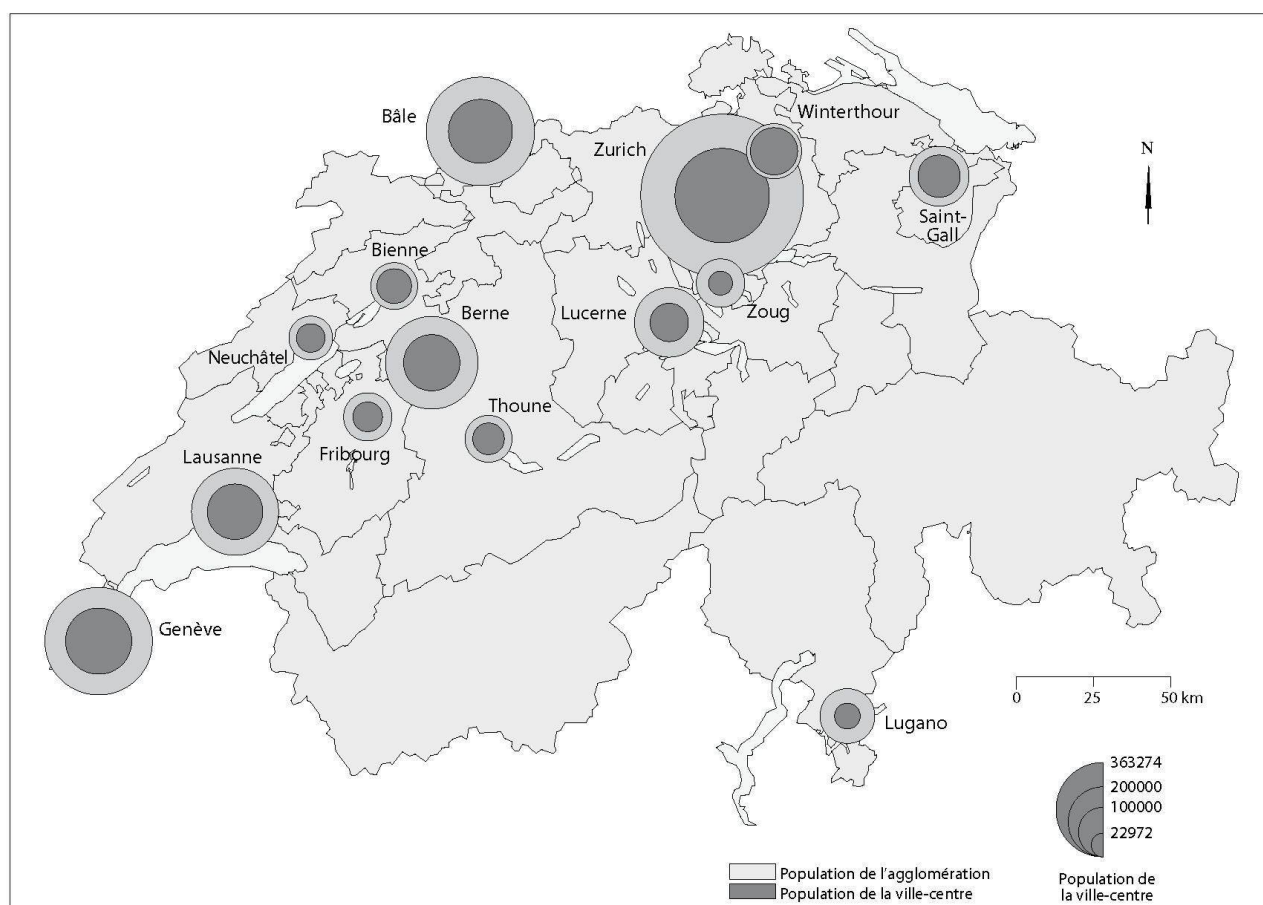 Bâle
Winterthour
Zurich
N
Saint-
Gall
Bienne
Berne
Lucerne
Zoug
Neuchâtel
Thoune
Fribourg
Lausanne
Genève
0 25 50 km
Lugano
363274
200000
100000
22972
Population de l'agglomération
Population de la ville-centre
Population de
la ville-centre